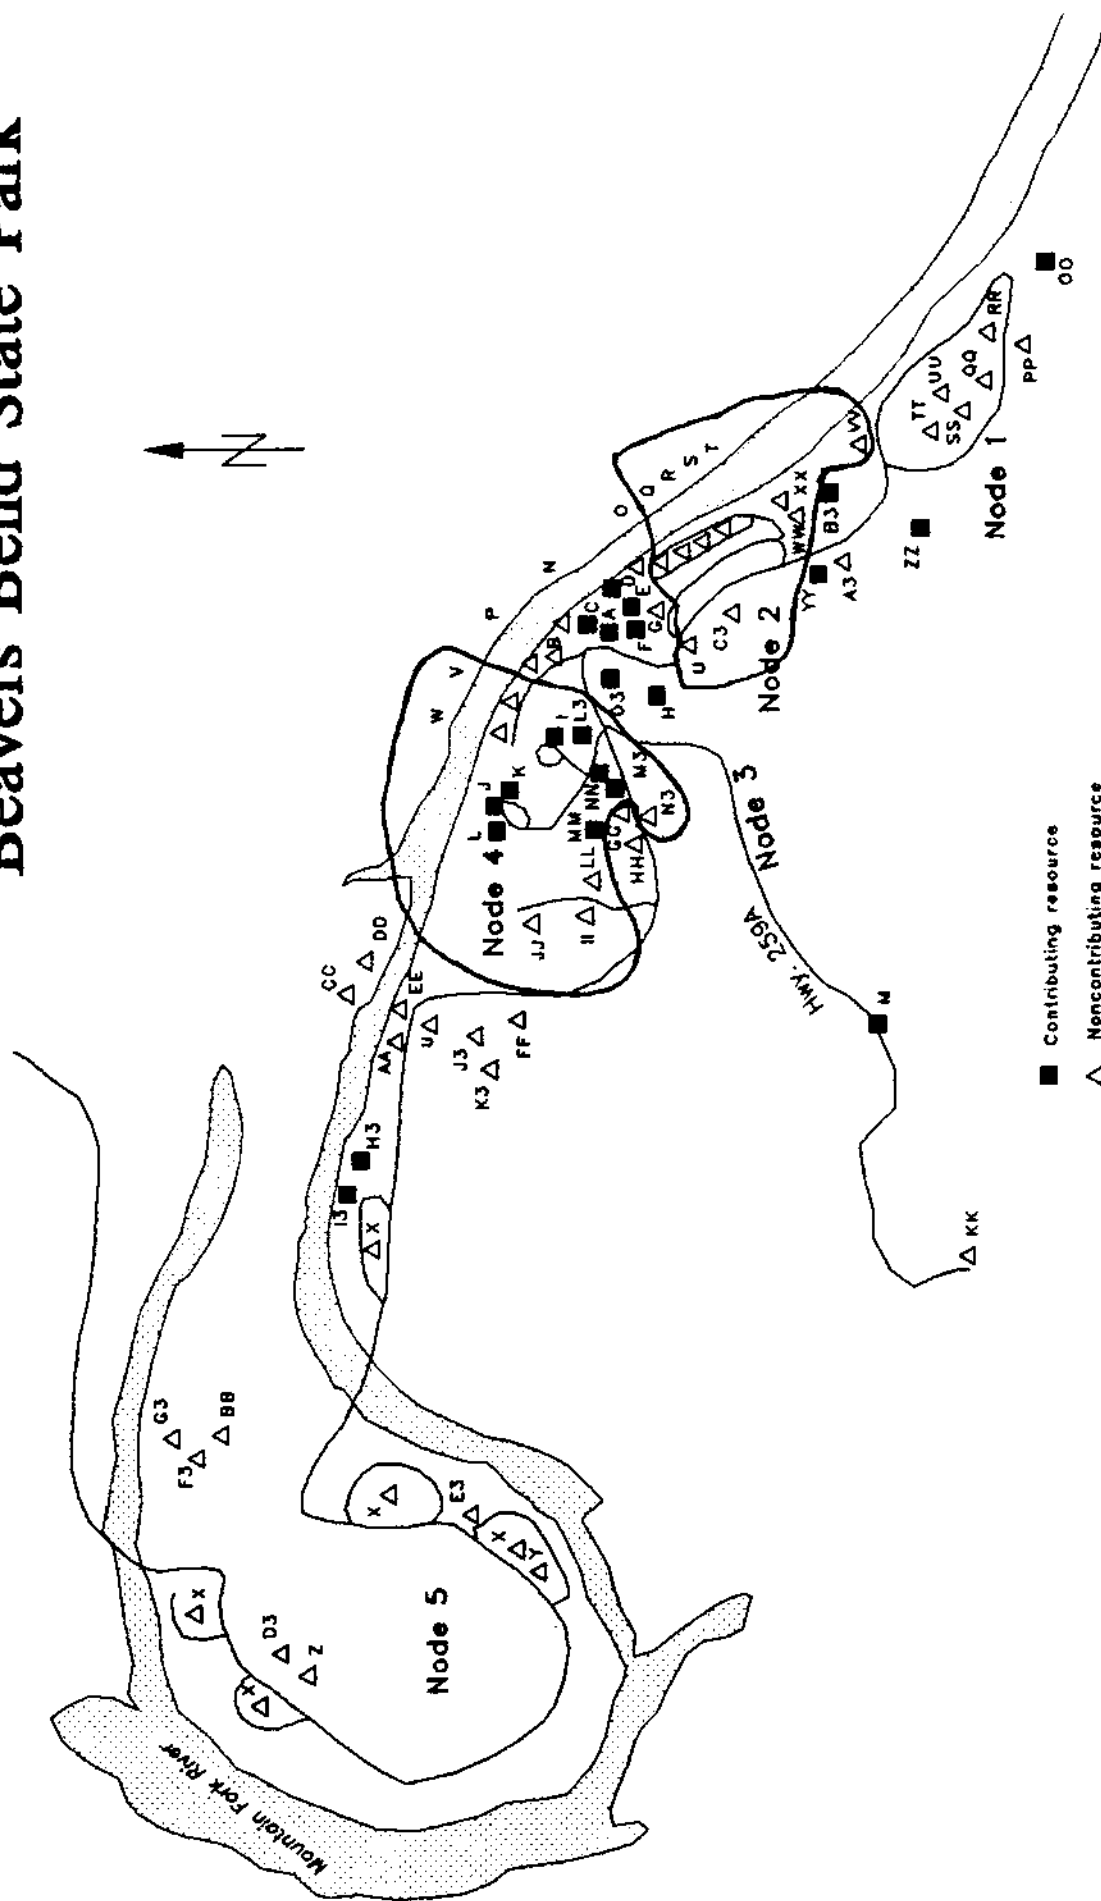 Beavers Bend State Park
N
Mountain Fork River
Node 5
X
X
D3
Z
G3
F3
BB
X
E3
X
Y
X
I3
H3
AA
EE
CC
DD
K3
J3
FF
Node 4
JJ
II
LL
HH
GG
MM
NN
L
J
K
I
L3
M3
N3
W
V
P
N
O
Q
R
S
T
B
C
A
D
E
F
G
H
U
C3
Node 2
Node 3
Hwy. 259A
M
KK
WW
XX
VV
YY
A3
B3
ZZ
Node 1
TT
UU
SS
QQ
RR
PP
OO
Contributing resource
Noncontributing resource